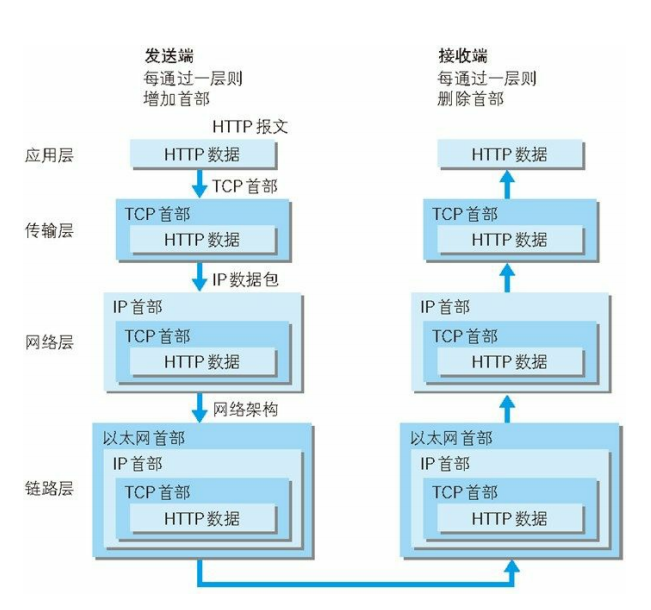 发送端
每通过一层则
增加首部
接收端
每通过一层则
删除首部
HTTP 报文
应用层
HTTP 数据
HTTP 数据
TCP 首部
传输层
TCP 首部
HTTP 数据
TCP 首部
HTTP 数据
IP 数据包
网络层
IP 首部
TCP 首部
HTTP 数据
IP 首部
TCP 首部
HTTP 数据
网络架构
链路层
以太网首部
IP 首部
TCP 首部
HTTP 数据
以太网首部
IP 首部
TCP 首部
HTTP 数据